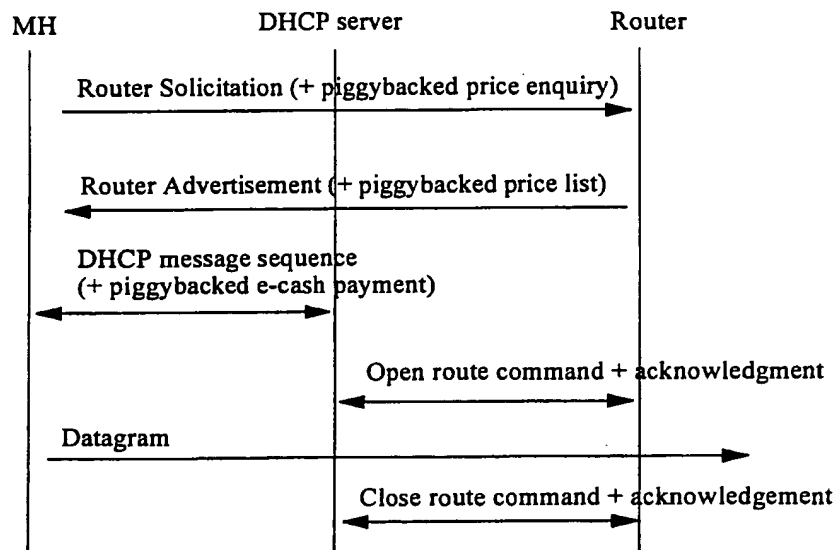 MH
DHCP server
Router
Router Solicitation (+ piggybacked price enquiry)
Router Advertisement (+ piggybacked price list)
DHCP message sequence
(+ piggybacked e-cash payment)
Open route command + acknowledgment
Datagram
Close route command + acknowledgement